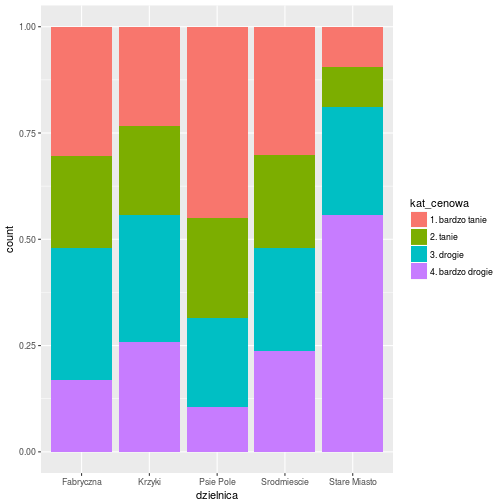 1.00
0.75
0.50
0.25
0.00
count
Fabryczna Krzyki Psie Pole Srodmiescie Stare Miasto
dzielnica
kat_cenowa
1. bardzo tanie
2. tanie
3. drogie
4. bardzo drogie